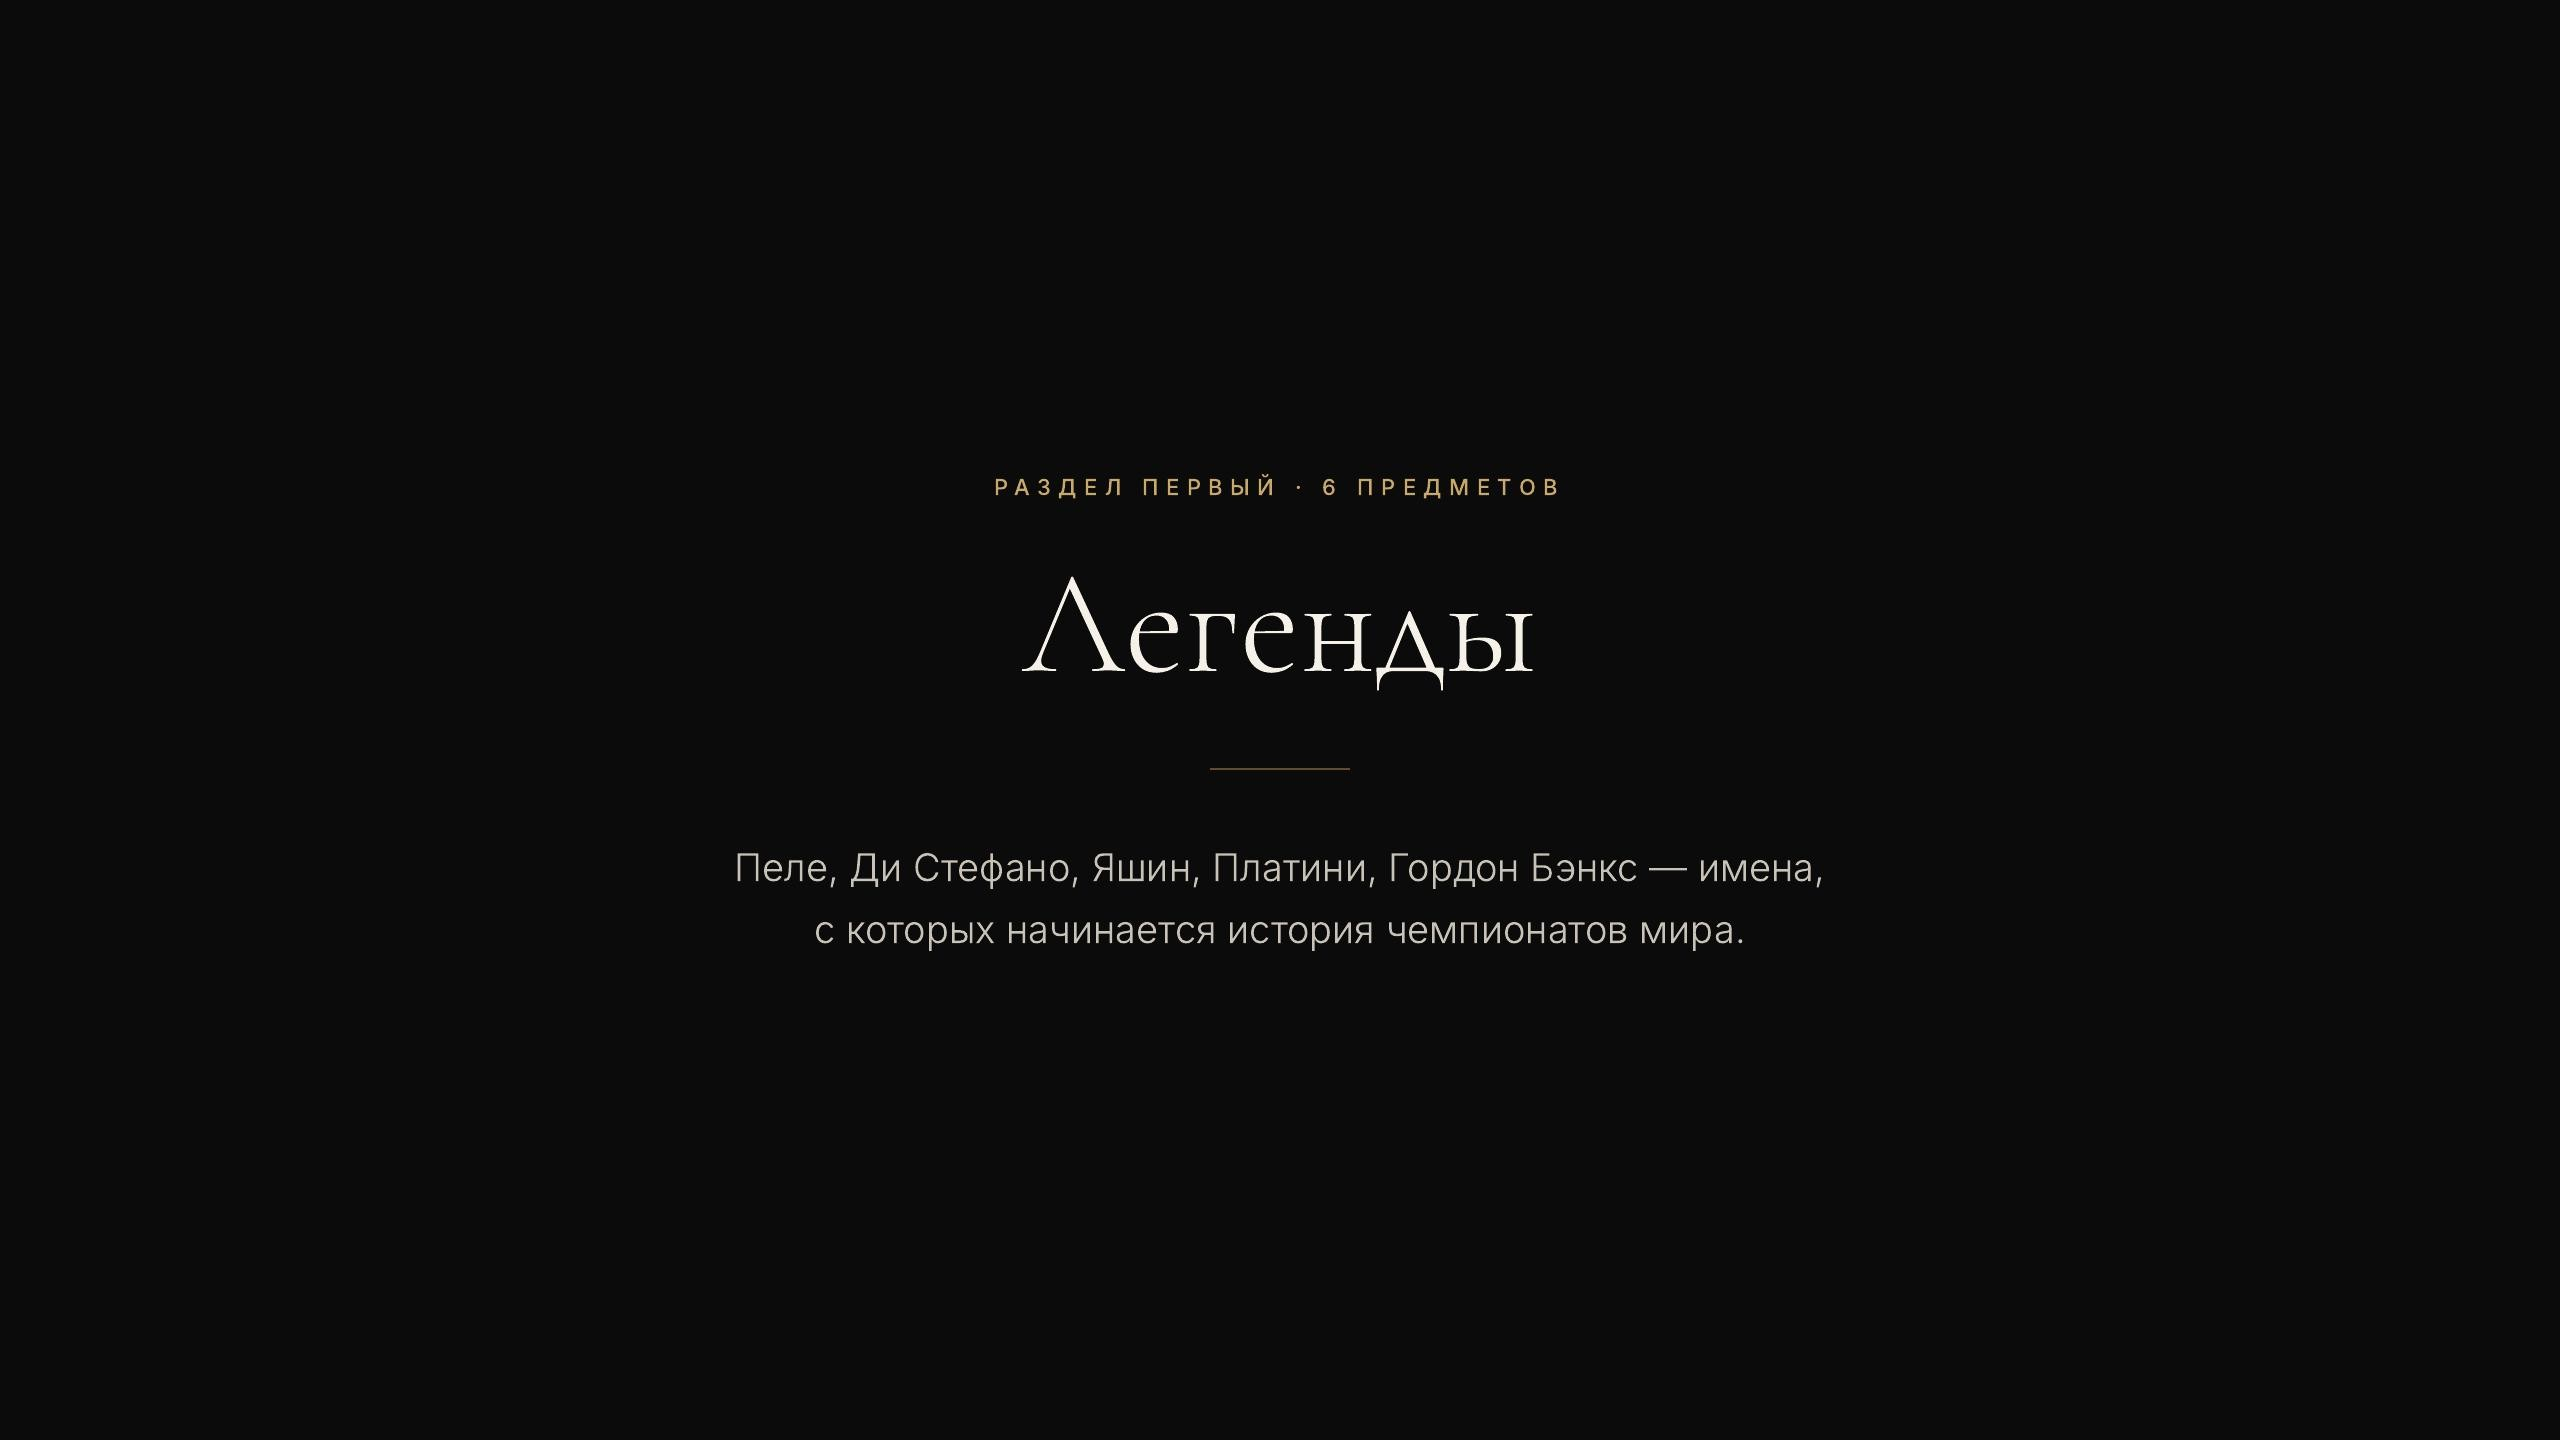 РАЗДЕЛ ПЕРВЫЙ · 6 ПРЕДМЕТОВ
Легенды
Пеле, Ди Стефано, Яшин, Платини, Гордон Бэнкс — имена,
с которых начинается история чемпионатов мира.